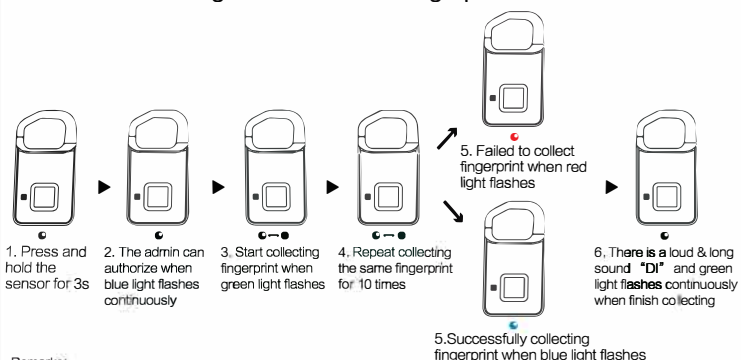 1. Press and
hold the
sensor for 3s
2. The admin can
authorize when
blue light flashes
continuously
3. Start collecting
fingerprint when
green light flashes
4. Repeat collecting
the same fingerprint
for 10 times
5. Failed to collect
fingerprint when red
light flashes
5.Successfully collecting
fingerprint when blue light flashes
6, There is a loud & long
sound "DI" and green
light flashes continuously
when finish collecting